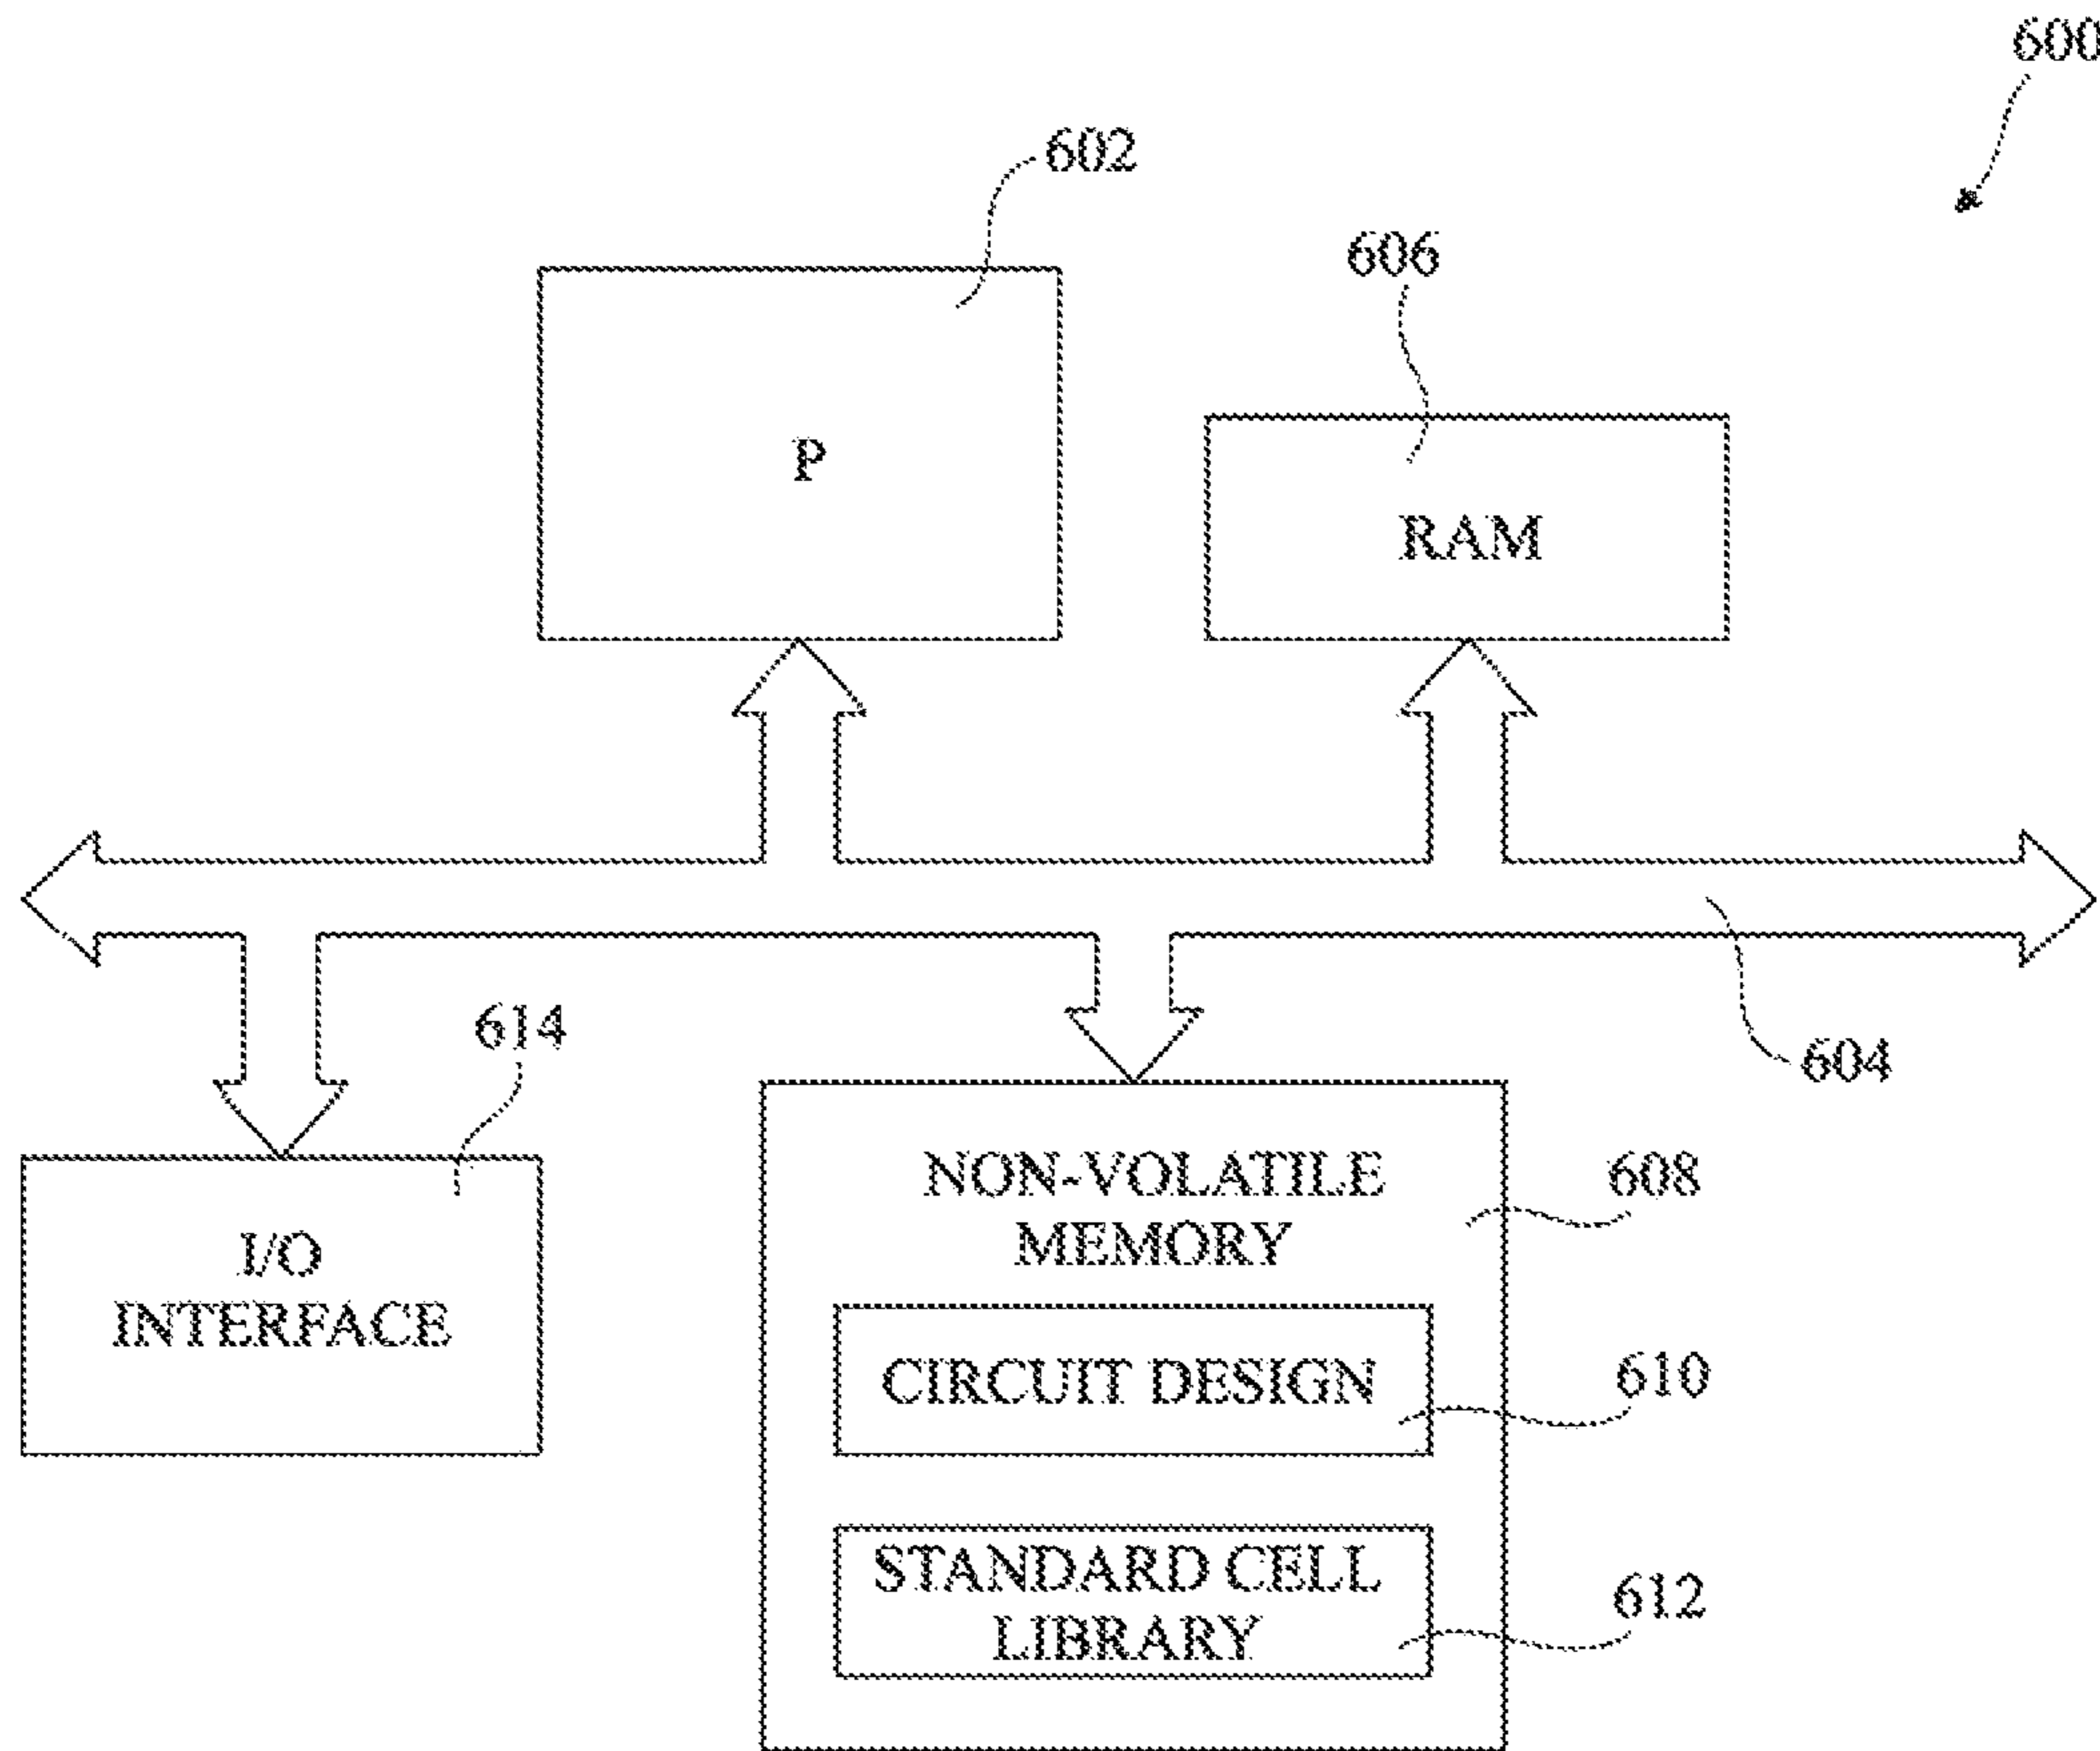 600
602
606
P
RAM
614
604
NON-VOLATILE
MEMORY
608
I/O
INTERFACE
CIRCUIT DESIGN
610
STANDARD CELL
LIBRARY
612